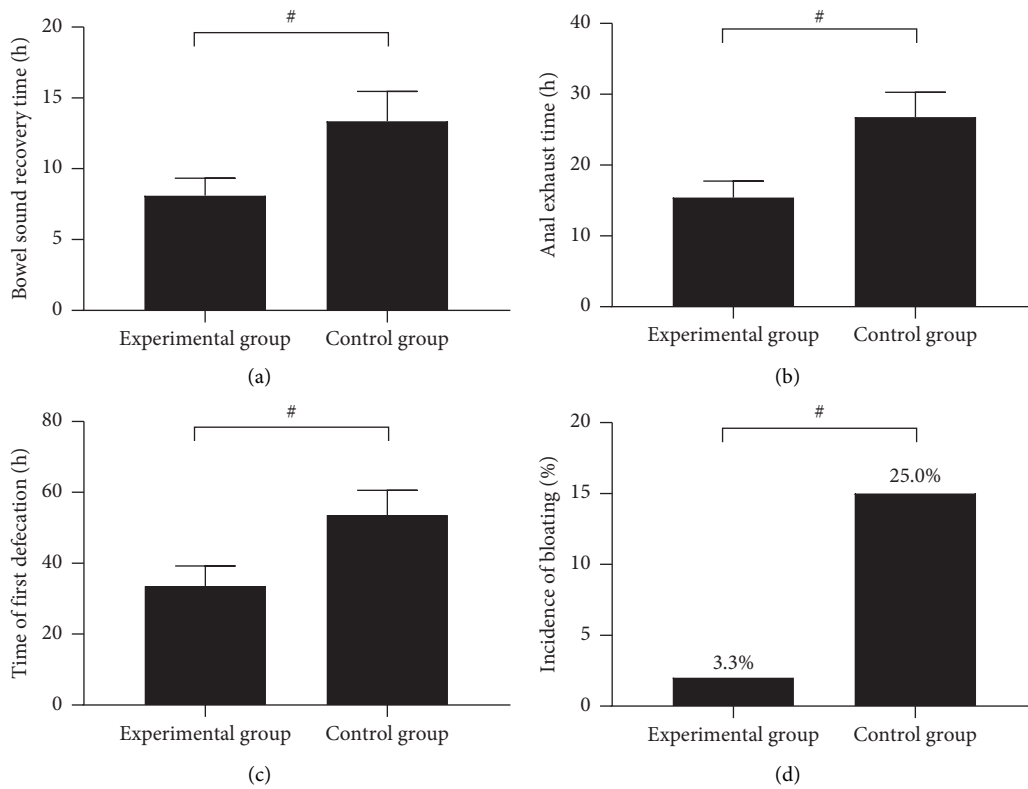 #
Bowel sound recovery time (h)
20
15
10
5
0
Experimental group
Control group
(a)
#
Anal exhaust time (h)
40
30
20
10
0
Experimental group
Control group
(b)
#
Time of first defecation (h)
80
60
40
20
0
Experimental group
Control group
(c)
#
Incidence of bloating (%)
20
15
10
5
0
3.3%
25.0%
Experimental group
Control group
(d)